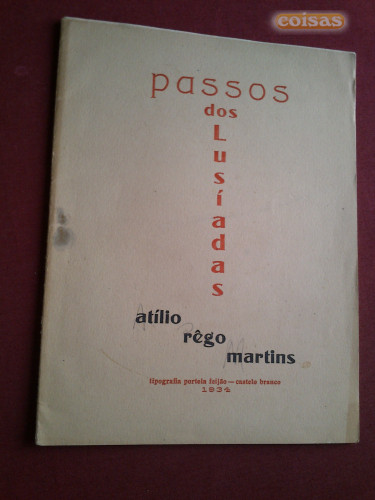 coisas
passos
dos
Lusíadas
atílio
rêgo
martins
tipografia portela feijão — castelo branco
1934